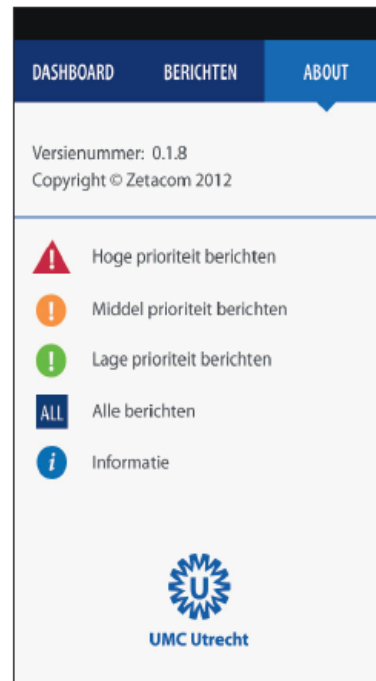 DASHBOARD BERICHTEN ABOUT
Versienummer: 0.1.8
Copyright © Zetacom 2012
! Hoge prioriteit berichten
! Middel prioriteit berichten
! Lage prioriteit berichten
ALL Alle berichten
i Informatie
U
UMC Utrecht